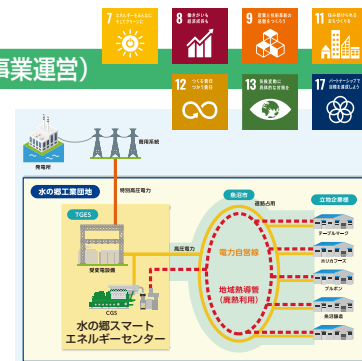 7 エネルギーをみんなに
そしてクリーンに
8 働きがいも
経済成長も
9 産業と技術革新の
基盤をつくろう
11 住み続けられる
まちづくりを
事業運営）
12 つくる責任
つかう責任
13 気候変動に
具体的な対策を
17 パートナーシップで
目標を達成しよう
発電所
商用系統
水の郷工業団地
特別高圧電力
魚沼市
道路占用
立地企業様
TGES
受変電設備
高圧電力
電力自営線
地域熱導管
（廃熱利用）
CGS
水の郷スマート
エネルギーセンター
テーブルマーク
ホリカフーズ
ブルボン
魚沼醸造